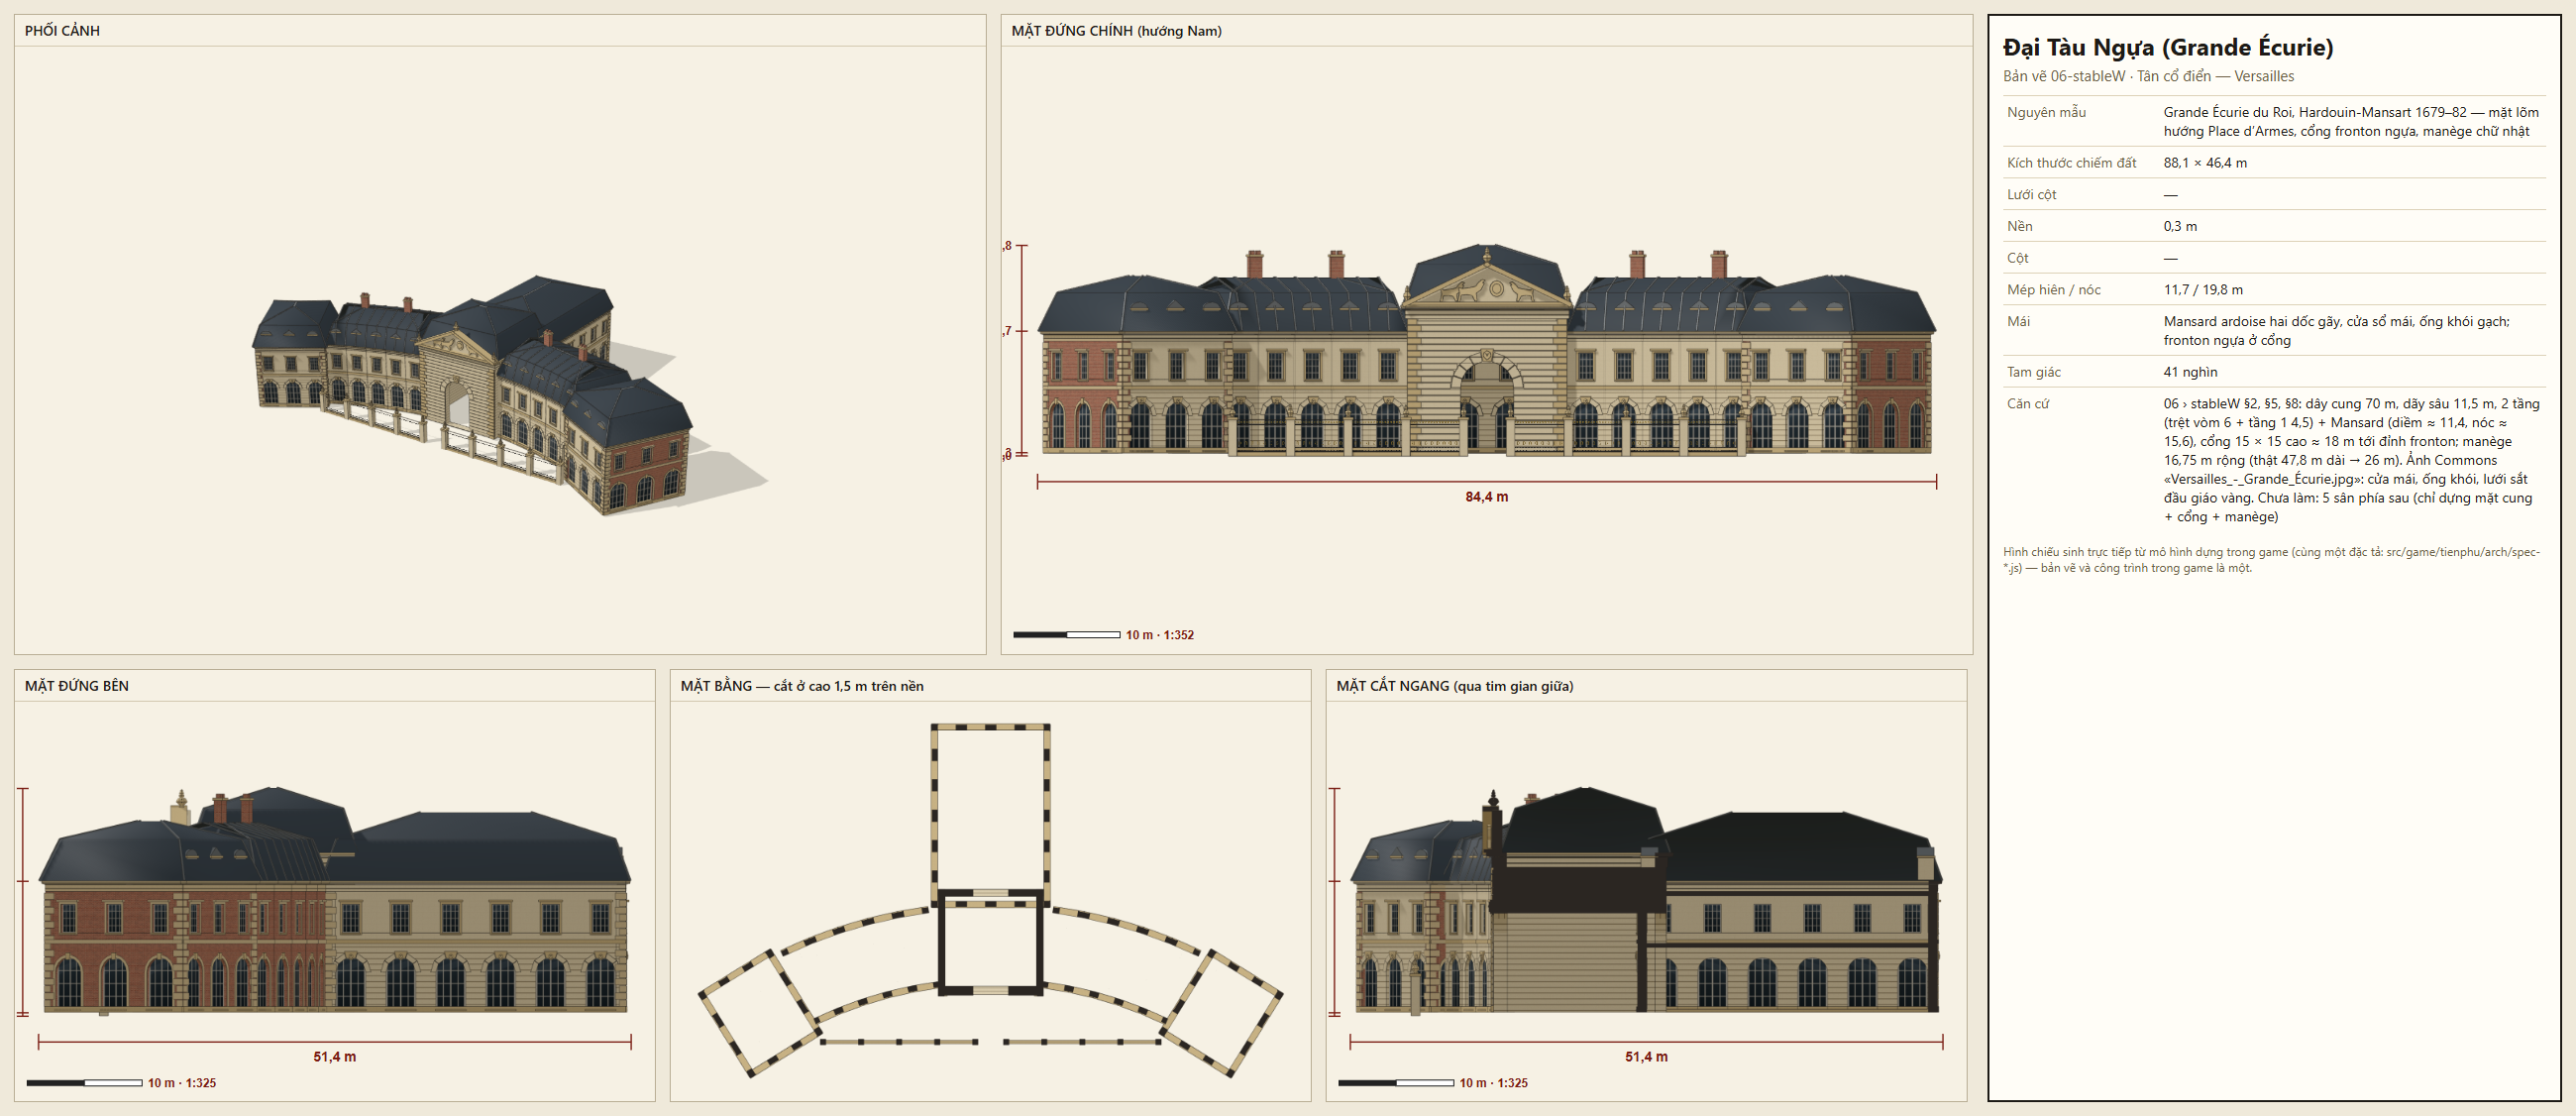 PHỐI CẢNH
MẶT ĐỨNG CHÍNH (hướng Nam)
,8
,7
84,4 m
10 m · 1:352
MẶT ĐỨNG BÊN
51,4 m
10 m · 1:325
MẶT BẰNG — cắt ở cao 1,5 m trên nền
MẶT CẮT NGANG (qua tim gian giữa)
51,4 m
10 m · 1:325
Đại Tàu Ngựa (Grande Écurie)
Bản vẽ 06-stableW · Tân cổ điển — Versailles
Nguyên mẫu
Grande Écurie du Roi, Hardouin-Mansart 1679–82 — mặt lõm
hướng Place d’Armes, cổng fronton ngựa, manège chữ nhật
Kích thước chiếm đất
88,1 × 46,4 m
Lưới cột
—
Nền
0,3 m
Cột
—
Mép hiên / nóc
11,7 / 19,8 m
Mái
Mansard ardoise hai dốc gãy, cửa sổ mái, ống khói gạch;
fronton ngựa ở cổng
Tam giác
41 nghìn
Căn cứ
06 › stableW §2, §5, §8: dây cung 70 m, dãy sâu 11,5 m, 2 tầng
(trệt vòm 6 + tầng 1 4,5) + Mansard (diềm ≈ 11,4, nóc ≈
15,6), cổng 15 × 15 cao ≈ 18 m tới đỉnh fronton; manège
16,75 m rộng (thật 47,8 m dài → 26 m). Ảnh Commons
«Versailles_-_Grande_Écurie.jpg»: cửa mái, ống khói, lưới sắt
đầu giáo vàng. Chưa làm: 5 sân phía sau (chỉ dựng mặt cung
+ cổng + manège)
Hình chiếu sinh trực tiếp từ mô hình dựng trong game (cùng một đặc tả: src/game/tienphu/arch/spec-
*.js) — bản vẽ và công trình trong game là một.